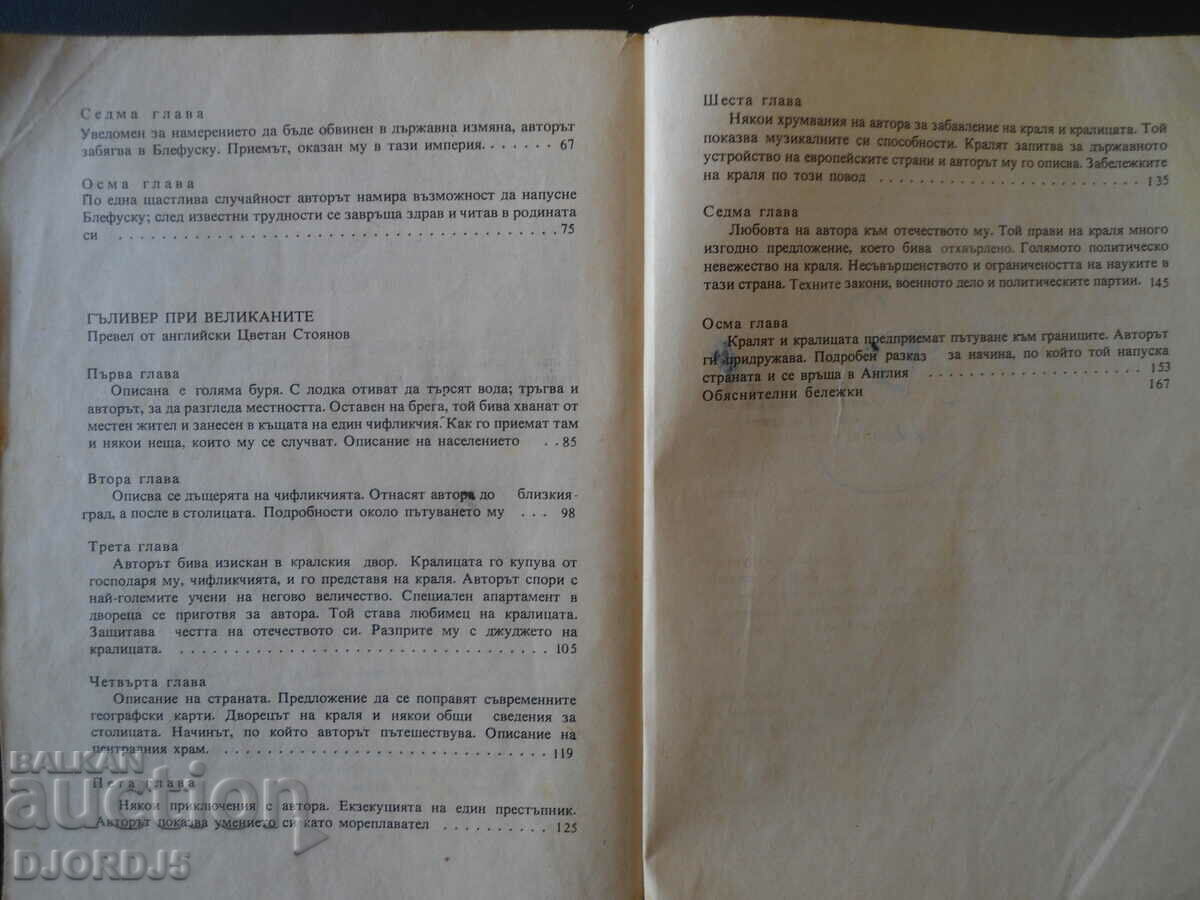 Седма глава
Уведомен за намерението да бъде обвинен в държавна измяна, авторът
забягва в Блефуску. Приемът, оказан му в тази империя. . . . . . . 67
Осма глава
По една щастлива случайност авторът намира възможност да напусне
Блефуску; след известни трудности се завръща здрав и читав в родината
си . . . . . . . . . . . . . . . . . . . . . . . . . . . . . . . . . . . . . . . . . 75
ГЪЛИВЕР ПРИ ВЕЛИКАНИТЕ
Превел от английски Цветан Стоянов
Първа глава
Описана е голяма буря. С лодка отиват да търсят вода; тръгва и
авторът, за да разгледа местността. Оставен на брега, той бива хванат от
местен жител и занесен в къщата на един чифликчия. Как го приемат там
и някои неща, които му се случват. Описание на населението . . 85
Втора глава
Описва се дъщерята на чифликчията. Отнасят автора до близкия
град, а после в столицата. Подробности около пътуването му . . . 98
Трета глава
Авторът бива изискан в кралския двор. Кралицата го купува от
господаря му, чифликчията, и го представя на краля. Авторът спори с
най-големите учени на негово величество. Специален апартамент в
двореца се приготвя за автора. Той става любимец на кралицата.
Защитава честта на отечеството си. Разприте му с джуджето на
кралицата. . . . . . . . . . . . . . . . . . . . . . . . . . . . . . . . . . 105
Четвърта глава
Описание на страната. Предложение да се поправят съвременните
географски карти. Дворецът на краля и някои общи сведения за
столицата. Начинът, по който авторът пътешествува. Описание на
централния храм. . . . . . . . . . . . . . . . . . . . . . . . . . . . . 119
Пета глава
Някои приключения с автора. Екзекуцията на един престъпник.
Авторът показва умението си като мореплавател . . . . . . . . . . 125
Шеста глава
Някои хрумвания на автора за забавление на краля и кралицата. Той
показва музикалните си способности. Кралят запитва за държавното
устройство на европейските страни и авторът му го описва. Забележките
на краля по този повод . . . . . . . . . . . . . . . . . . . . . . . . 135
Седма глава
Любовта на автора към отечеството му. Той прави на краля много
изгодно предложение, което бива отхвърлено. Голямото политическо
невежество на краля. Несъвършенството и ограничеността на науките в
тази страна. Техните закони, военното дело и политическите партии. 145
Осма глава
Кралят и кралицата предприемат пътуване към границите. Авторът
ги придружава. Подробен разказ за начина, по който той напуска
страната и се връща в Англия . . . . . . . . . . . . . . . . . . . . 153
Обяснителни бележки 167
BALKAN
auction
DJORDJ5